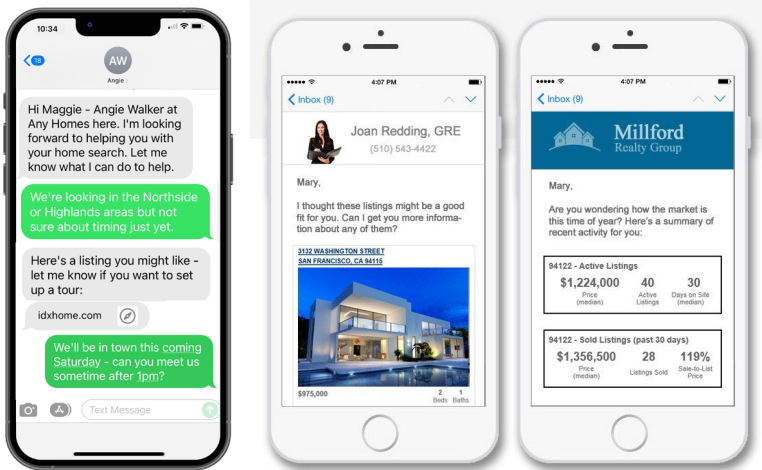 10:34
18
AW
Angie
Hi Maggie - Angie Walker at
Any Homes here. I'm looking
forward to helping you with
your home search. Let me
know what I can do to help.
We're looking in the Northside
or Highlands areas but not
sure about timing just yet.
Here's a listing you might like -
let me know if you want to set
up a tour:
idxhome.com
We'll be in town this coming
Saturday - can you meet us
sometime after 1pm?
Text Message
4:07 PM
Inbox (9)
Joan Redding, GRE
(510) 543-4422
Mary,
I thought these listings might be a good
fit for you. Can I get you more informa-
tion about any of them?
3132 WASHINGTON STREET
SAN FRANCISCO, CA 94115
$975,000
2 1
Beds Baths
4:07 PM
Inbox (9)
Millford
Realty Group
Mary,
Are you wondering how the market is
this time of year? Here's a summary of
recent activity for you:
94122 - Active Listings
$1,224,000 40 30
Price Active Days on Site
(median) Listings (median)
94122 - Sold Listings (past 30 days)
$1,356,500 28 119%
Price Listings Sold Sale-to-List
(median) Price